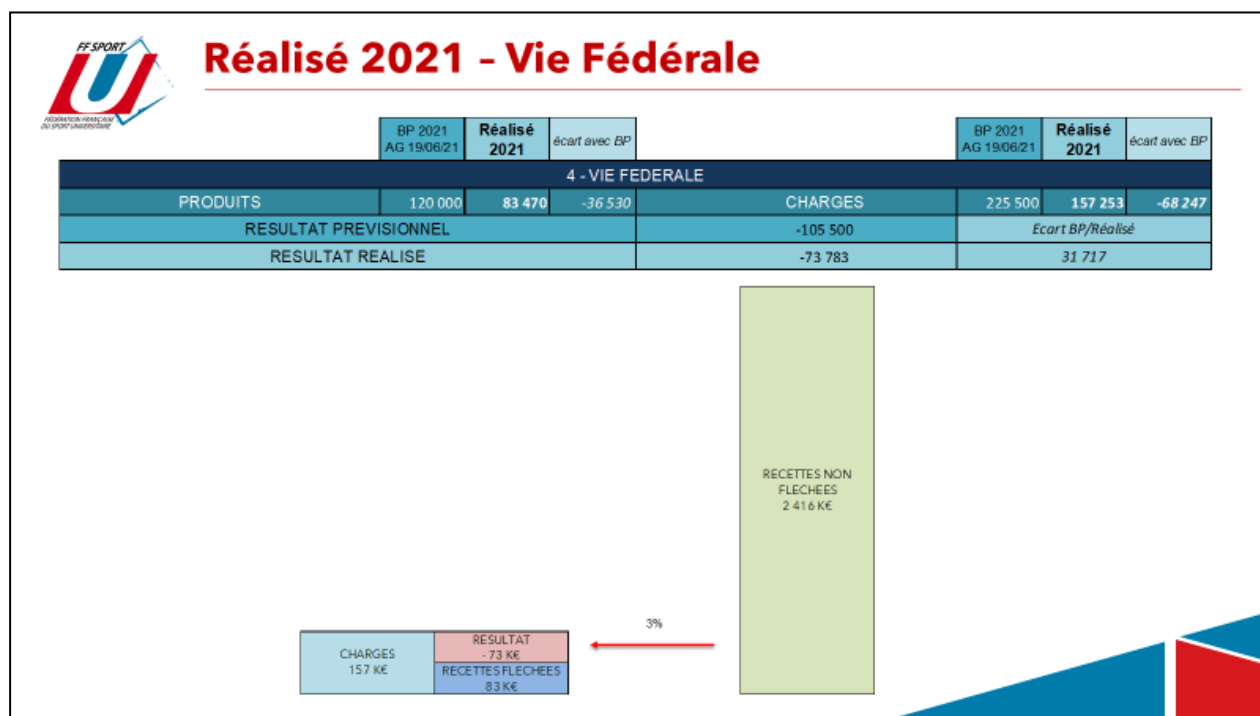 FF SPORT
U
FÉDÉRATION FRANÇAISE
DU SPORT UNIVERSITAIRE
Réalisé 2021 - Vie Fédérale
BP 2021 AG 19/06/21 Réalisé 2021 écart avec BP BP 2021 AG 19/06/21 Réalisé 2021 écart avec BP
4 - VIE FEDERALE
PRODUITS 120 000 83 470 -36 530 CHARGES 225 500 157 253 -68 247
RESULTAT PREVISIONNEL -105 500 Ecart BP/Réalisé
RESULTAT REALISE -73 783 31 717
RECETTES NON
FLECHEES
2 416 K€
3%
CHARGES
157 K€
RESULTAT
- 73 K€
RECETTES FLECHEES
83 K€